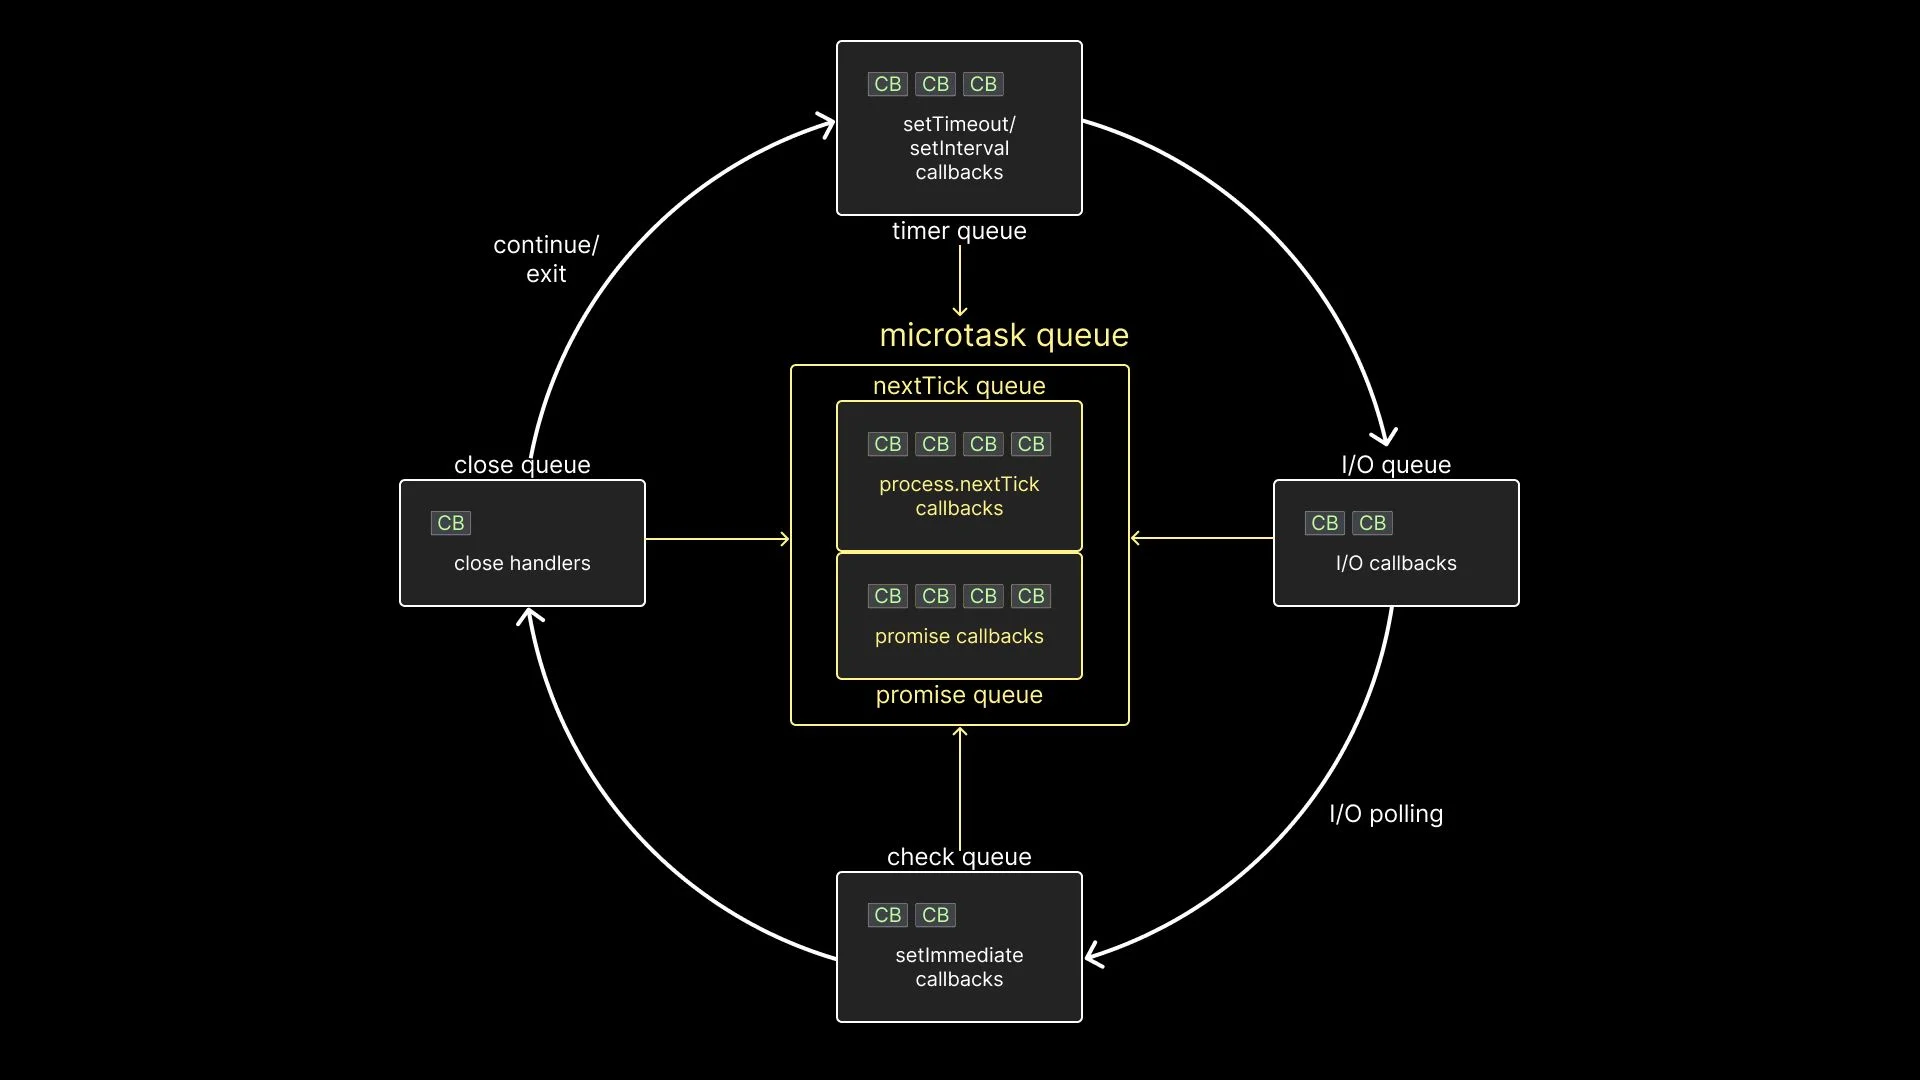 CB CB CB
setTimeout/
setInterval
callbacks
timer queue
continue/
exit
microtask queue
nextTick queue
CB CB CB CB
process.nextTick
callbacks
CB CB CB CB
promise callbacks
promise queue
close queue
CB
close handlers
I/O queue
CB CB
I/O callbacks
I/O polling
check queue
CB CB
setImmediate
callbacks